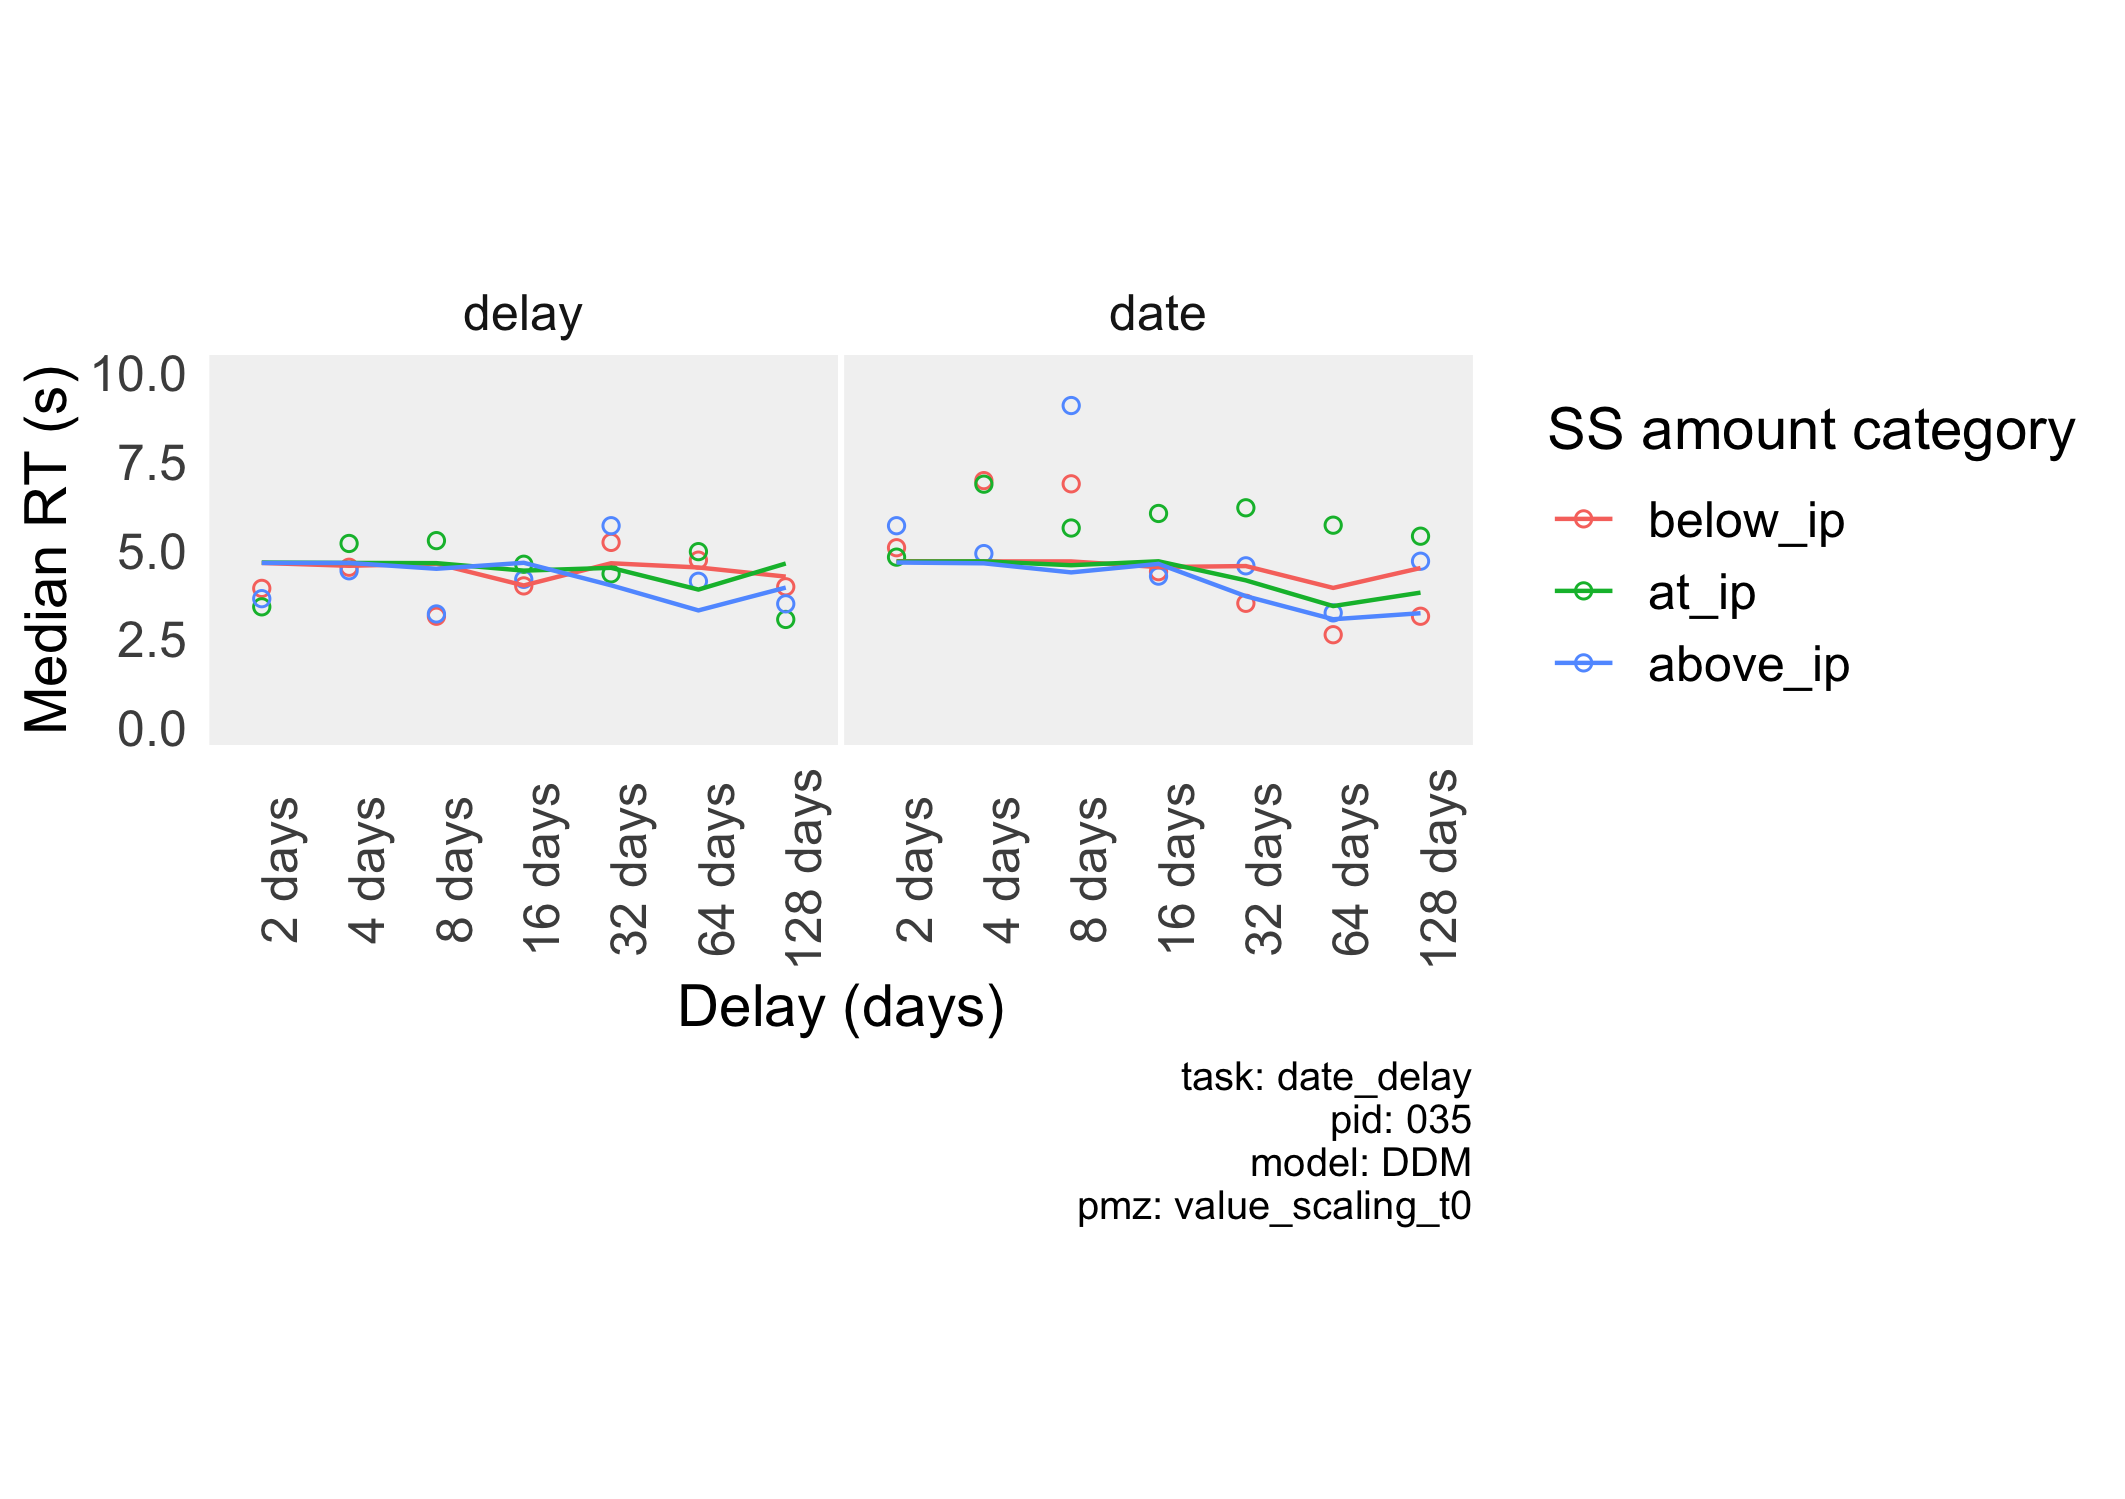 delay
date
Median RT (s)
10.0
7.5
5.0
2.5
0.0
2 days
4 days
8 days
16 days
32 days
64 days
128 days
2 days
4 days
8 days
16 days
32 days
64 days
128 days
Delay (days)
SS amount category
below_ip
at_ip
above_ip
task: date_delay
pid: 035
model: DDM
pmz: value_scaling_t0